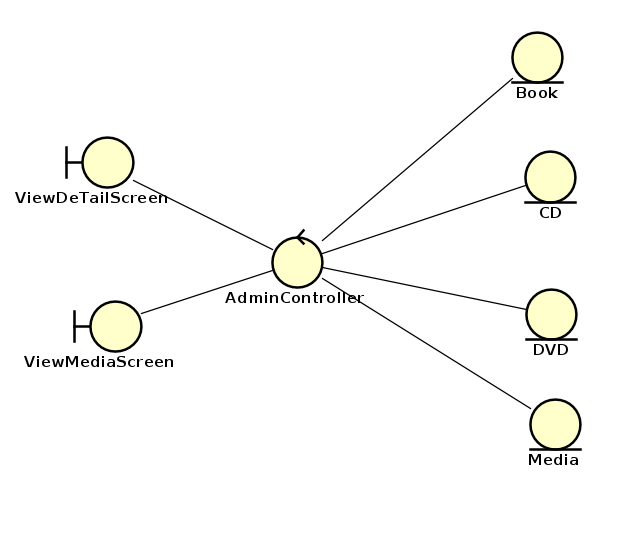 Book
ViewDeTailScreen
CD
AdminController
DVD
ViewMediaScreen
Media